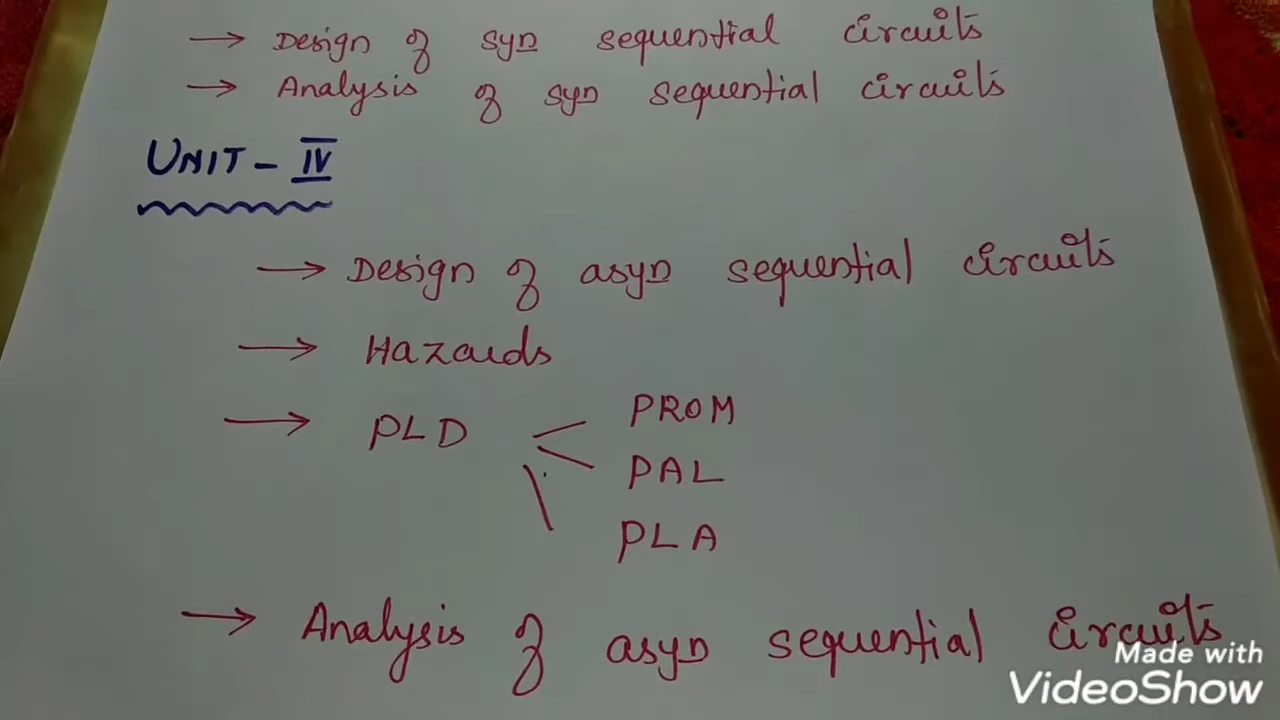 → Design of syn sequential circuits
→ Analysis of syn sequential circuits
UNIT - IV
→ Design of asyn sequential circuits
→ Hazards
→ PLD
PROM
PAL
PLA
→ Analysis of asyn sequential circuits
Made with
VideoShow